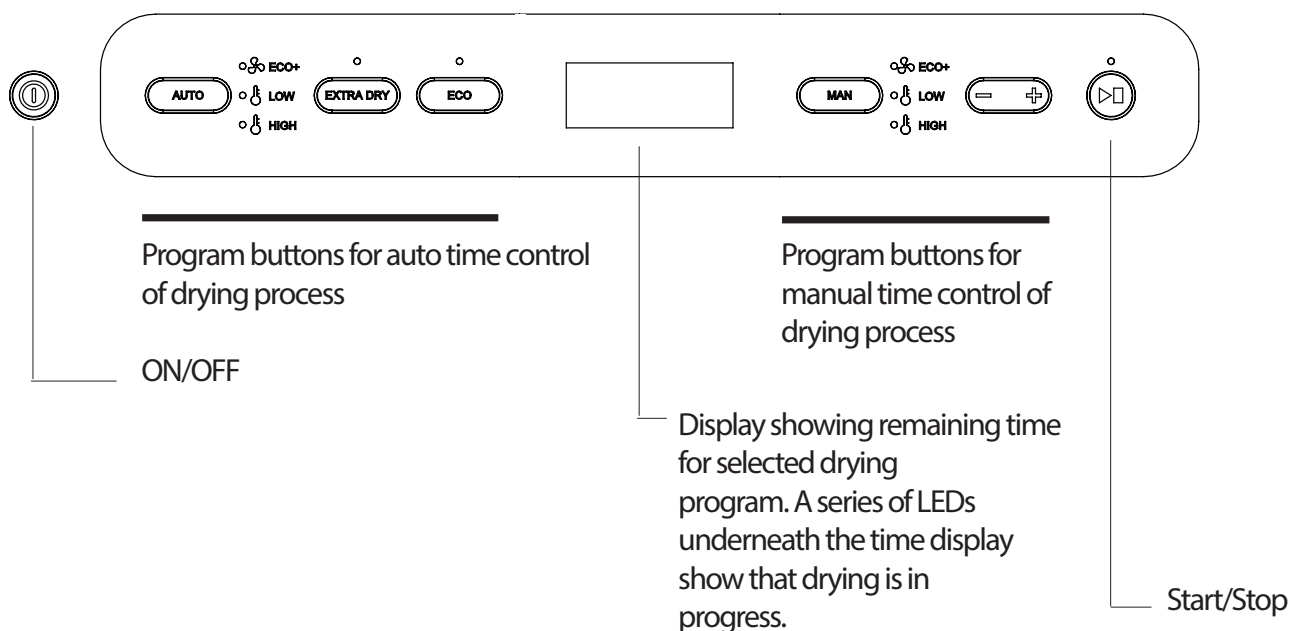 ECO+
AUTO LOW EXTRA DRY ECO
HIGH
ECO+
MAN LOW − +
HIGH
Program buttons for auto time control
of drying process
Program buttons for
manual time control of
drying process
ON/OFF
Display showing remaining time
for selected drying
program. A series of LEDs
underneath the time display
show that drying is in
progress.
Start/Stop